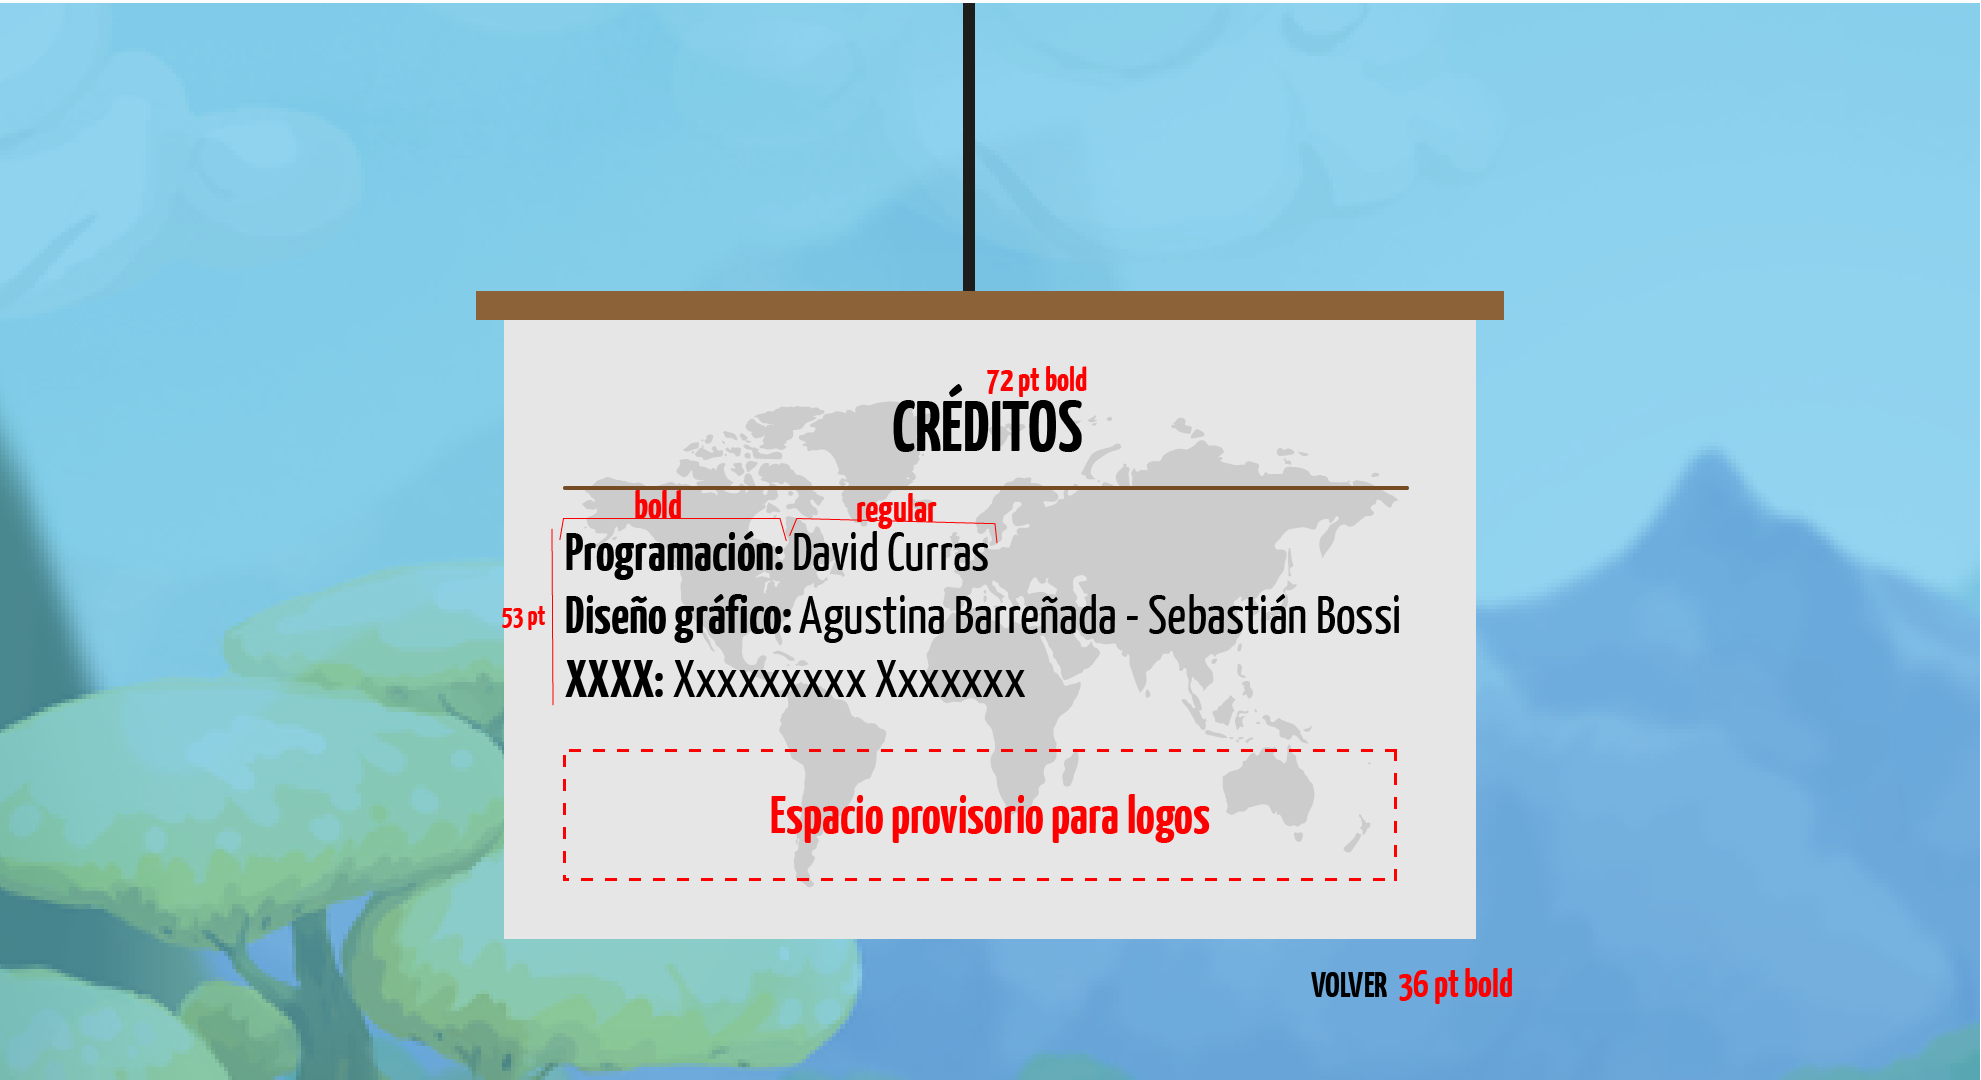 72 pt bold
CRÉDITOS
bold regular
Programación: David Curras
53 pt
Diseño gráfico: Agustina Barreñada - Sebastián Bossi
XXXX: Xxxxxxxxx Xxxxxxx
Espacio provisorio para logos
VOLVER 36 pt bold